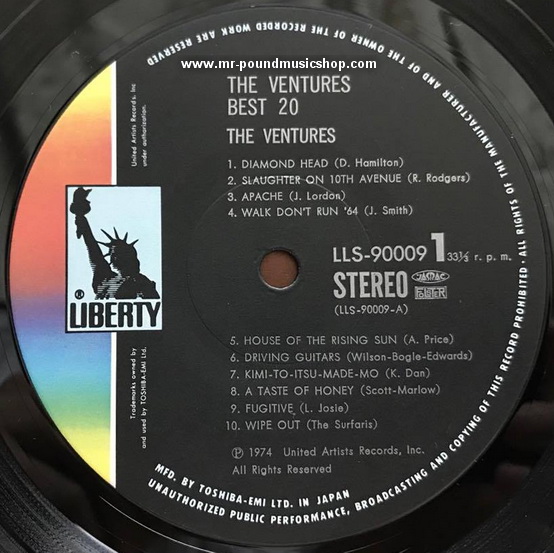 www.mr-poundmusicshop.com
THE VENTURES
BEST 20
THE VENTURES
1. DIAMOND HEAD (D. Hamilton)
2. SLAUGHTER ON 10TH AVENUE (R. Rodgers)
3. APACHE (J. Lordon)
4. WALK DON'T RUN '64 (J. Smith)
LLS-90009 1 33⅓ r. p. m.
STEREO JASRAC
(LLS-90009-A)
5. HOUSE OF THE RISING SUN (A. Price)
6. DRIVING GUITARS (Wilson-Bogle-Edwards)
7. KIMI-TO-ITSU-MADE-MO (K. Dan)
8. A TASTE OF HONEY (Scott-Marlow)
9. FUGITIVE (L. Josie)
10. WIPE OUT (The Surfaris)
Ⓟ 1974 United Artists Records, Inc.
All Rights Reserved
United Artists Records, Inc
under authorization.
® LIBERTY
Trademarks owned by
and used by TOSHIBA-EMI Ltd.
MFD. BY TOSHIBA-EMI LTD. IN JAPAN
ALL RIGHTS OF THE MANUFACTURER AND OF THE OWNER OF THE RECORDED WORK ARE RESERVED
UNAUTHORIZED PUBLIC PERFORMANCE, BROADCASTING AND COPYING OF THIS RECORD PROHIBITED ·